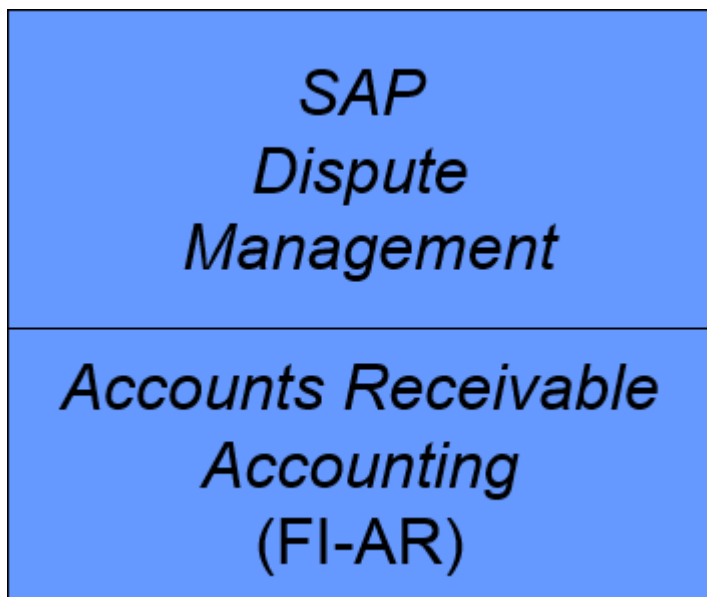 SAP
Dispute
Management
Accounts Receivable
Accounting
(FI-AR)